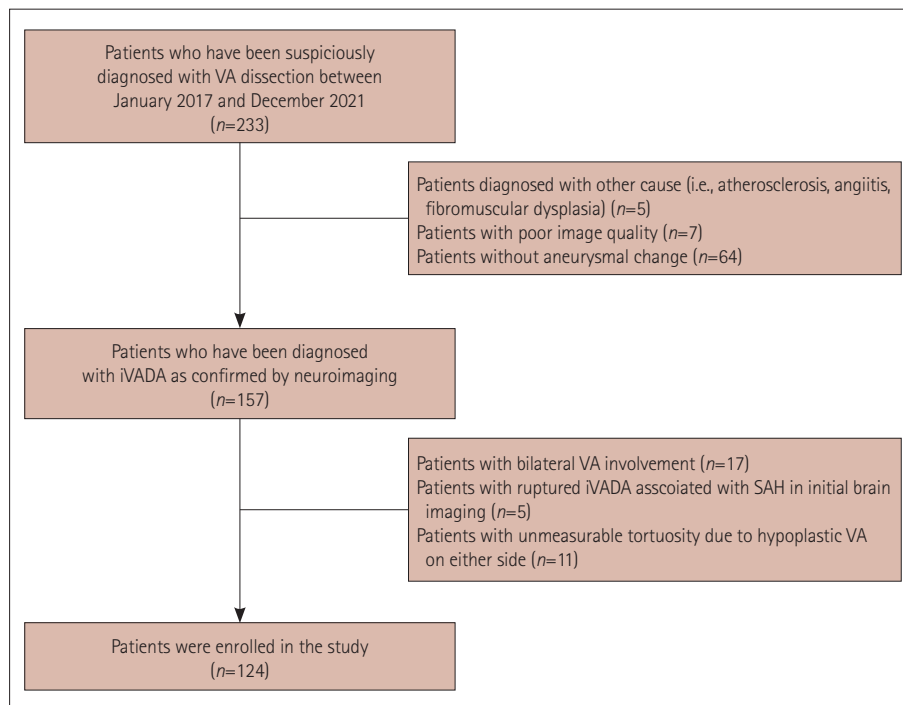 Patients who have been suspiciously
diagnosed with VA dissection between
January 2017 and December 2021
(n=233)
Patients diagnosed with other cause (i.e., atherosclerosis, angiitis,
fibromuscular dysplasia) (n=5)
Patients with poor image quality (n=7)
Patients without aneurysmal change (n=64)
Patients who have been diagnosed
with iVADA as confirmed by neuroimaging
(n=157)
Patients with bilateral VA involvement (n=17)
Patients with ruptured iVADA asscoiated with SAH in initial brain
imaging (n=5)
Patients with unmeasurable tortuosity due to hypoplastic VA
on either side (n=11)
Patients were enrolled in the study
(n=124)